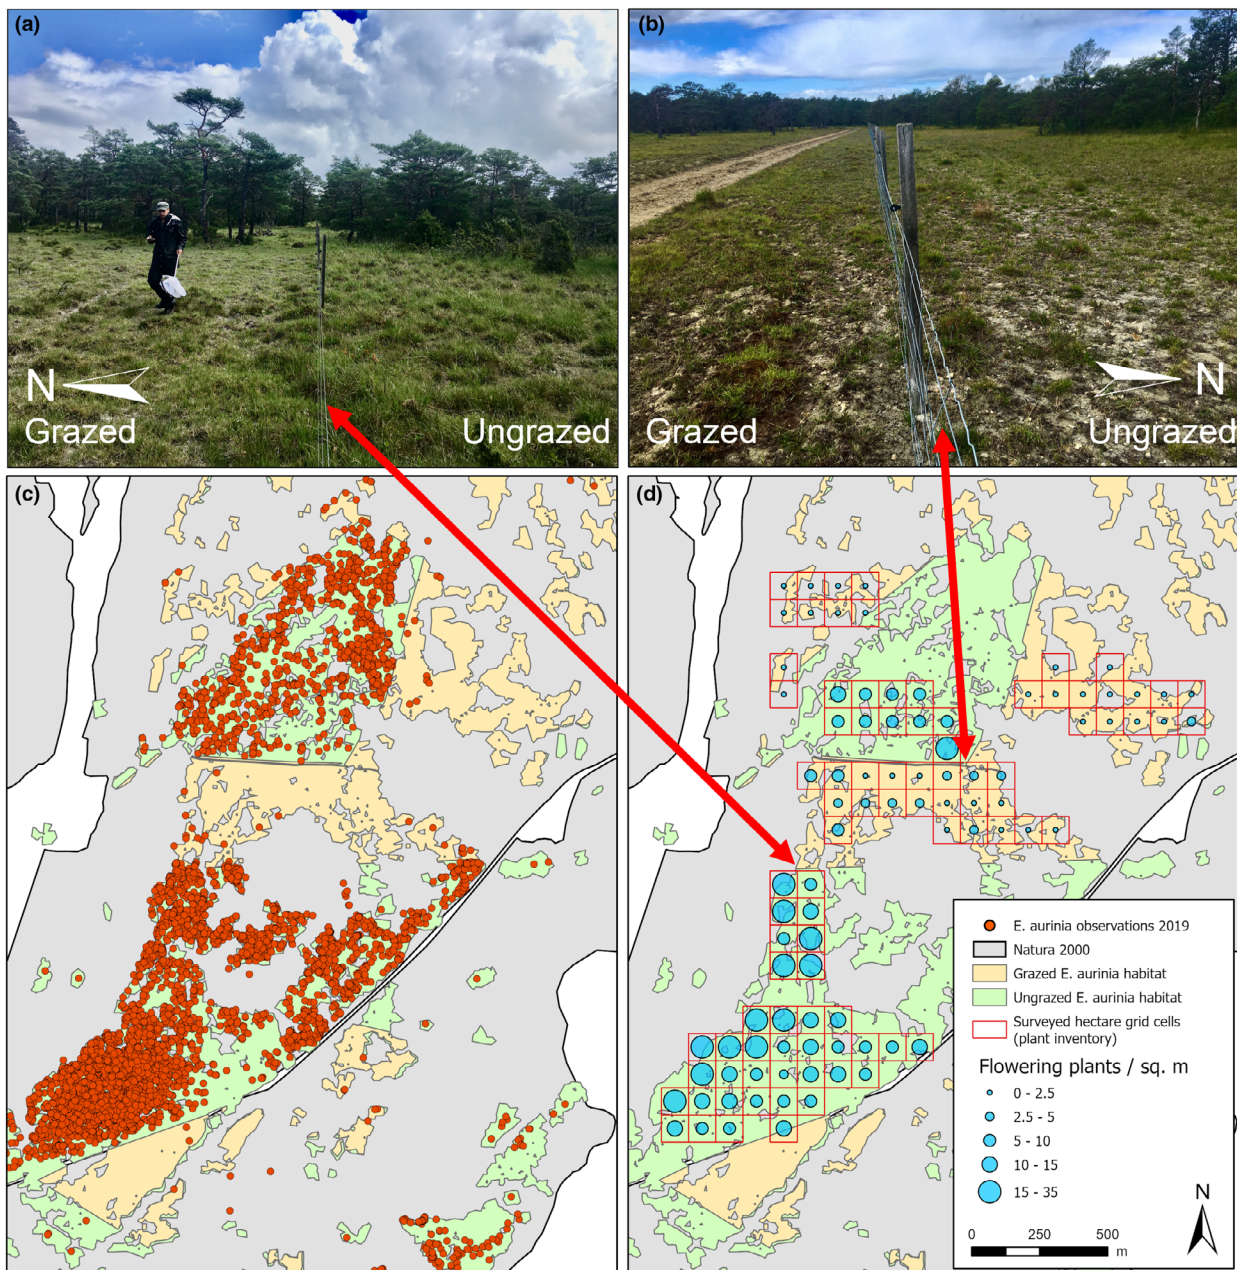 (a)
N
Grazed
Ungrazed
(b)
N
Grazed
Ungrazed
(c)
E. aurinia observations 2019
Natura 2000
Grazed E. aurinia habitat
Ungrazed E. aurinia habitat
Surveyed hectare grid cells
(plant inventory)
Flowering plants / sq. m
0 - 2.5
2.5 - 5
5 - 10
10 - 15
15 - 35
N
0 250 500
m
(d)